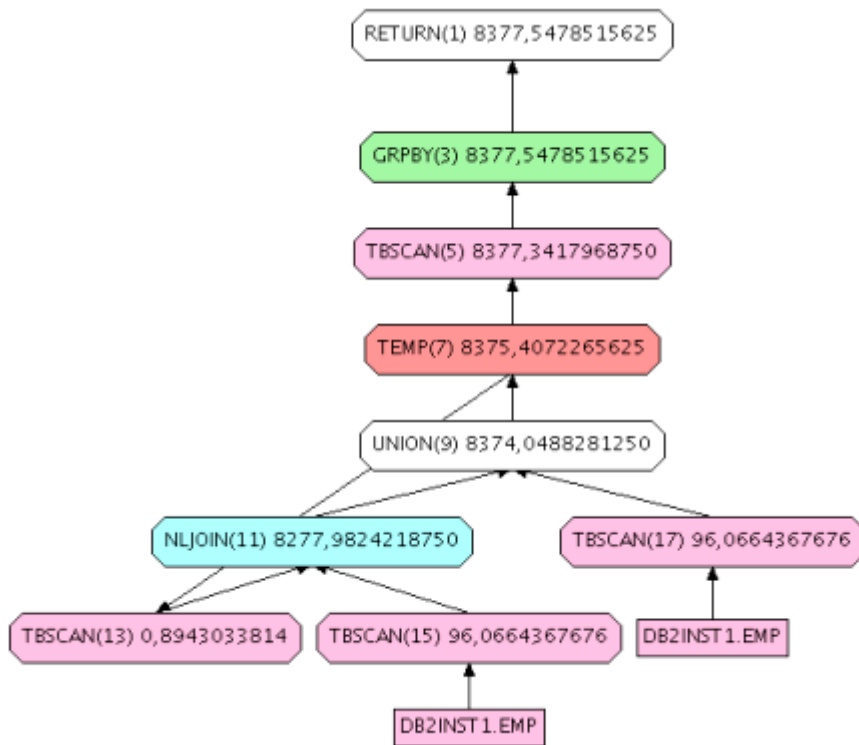 RETURN(1) 8377,5478515625
GRPBY(3) 8377,5478515625
TBSCAN(5) 8377,3417968750
TEMP(7) 8375,4072265625
UNION(9) 8374,0488281250
NLJOIN(11) 8277,9824218750
TBSCAN(17) 96,0664367676
TBSCAN(13) 0,8943033814
TBSCAN(15) 96,0664367676
DB2INST1.EMP
DB2INST1.EMP